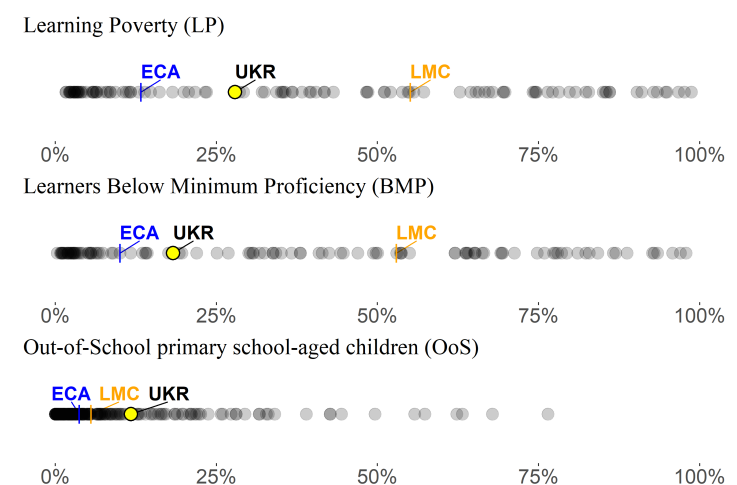 Learning Poverty (LP)
ECA UKR LMC
0% 25% 50% 75% 100%
Learners Below Minimum Proficiency (BMP)
ECA UKR LMC
0% 25% 50% 75% 100%
Out-of-School primary school-aged children (OoS)
ECA LMC UKR
0% 25% 50% 75% 100%